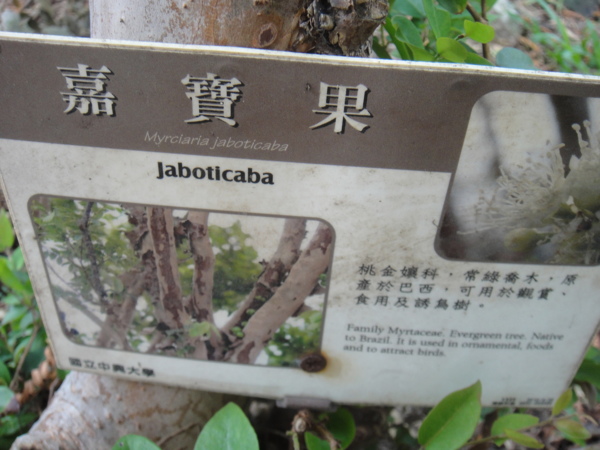 嘉寶果
Myrciaria jaboticaba
Jaboticaba
桃金孃科，常綠喬木，原
產於巴西，可用於觀賞、
食用及誘鳥樹。
Family Myrtaceae. Evergreen tree. Native
to Brazil. It is used in ornamental, foods
and to attract birds.
國立中興大學